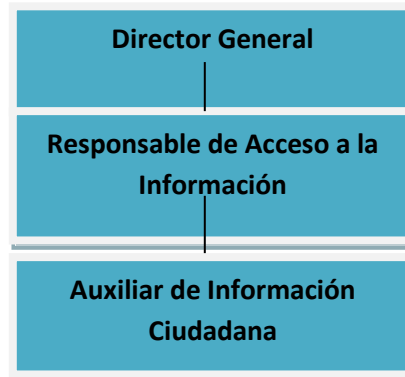 Director General
Responsable de Acceso a la
Información
Auxiliar de Información
Ciudadana